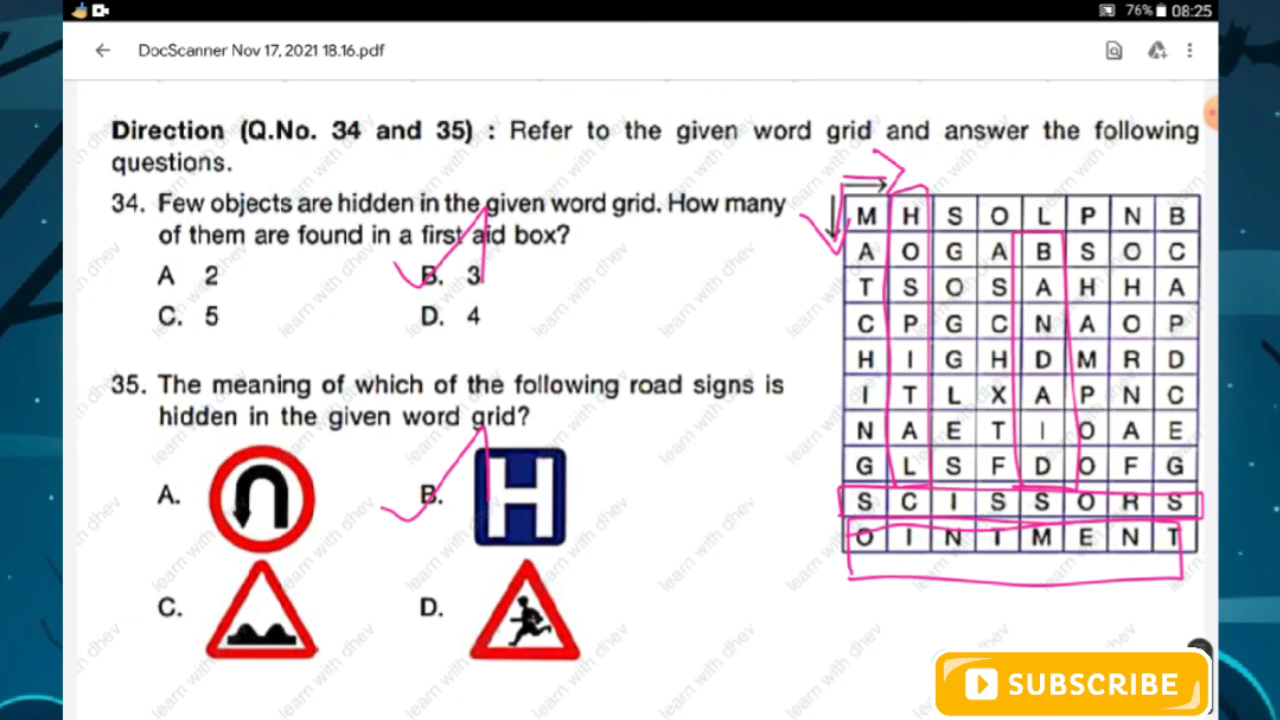 76% 08:25
DocScanner Nov 17, 2021 18.16.pdf
Direction (Q.No. 34 and 35) : Refer to the given word grid and answer the following
questions.
34. Few objects are hidden in the given word grid. How many
of them are found in a first aid box?
A 2
B. 3
C. 5
D. 4
35. The meaning of which of the following road signs is
hidden in the given word grid?
A.
B. H
C.
D.
M H S O L P N B
A O G A B S O C
T S O S A H H A
C P G C N A O P
H I G H D M R D
I T L X A P N C
N A E T I O A E
G L S F D O F G
S C I S S O R S
O I N T M E N T
learn with dhev
SUBSCRIBE